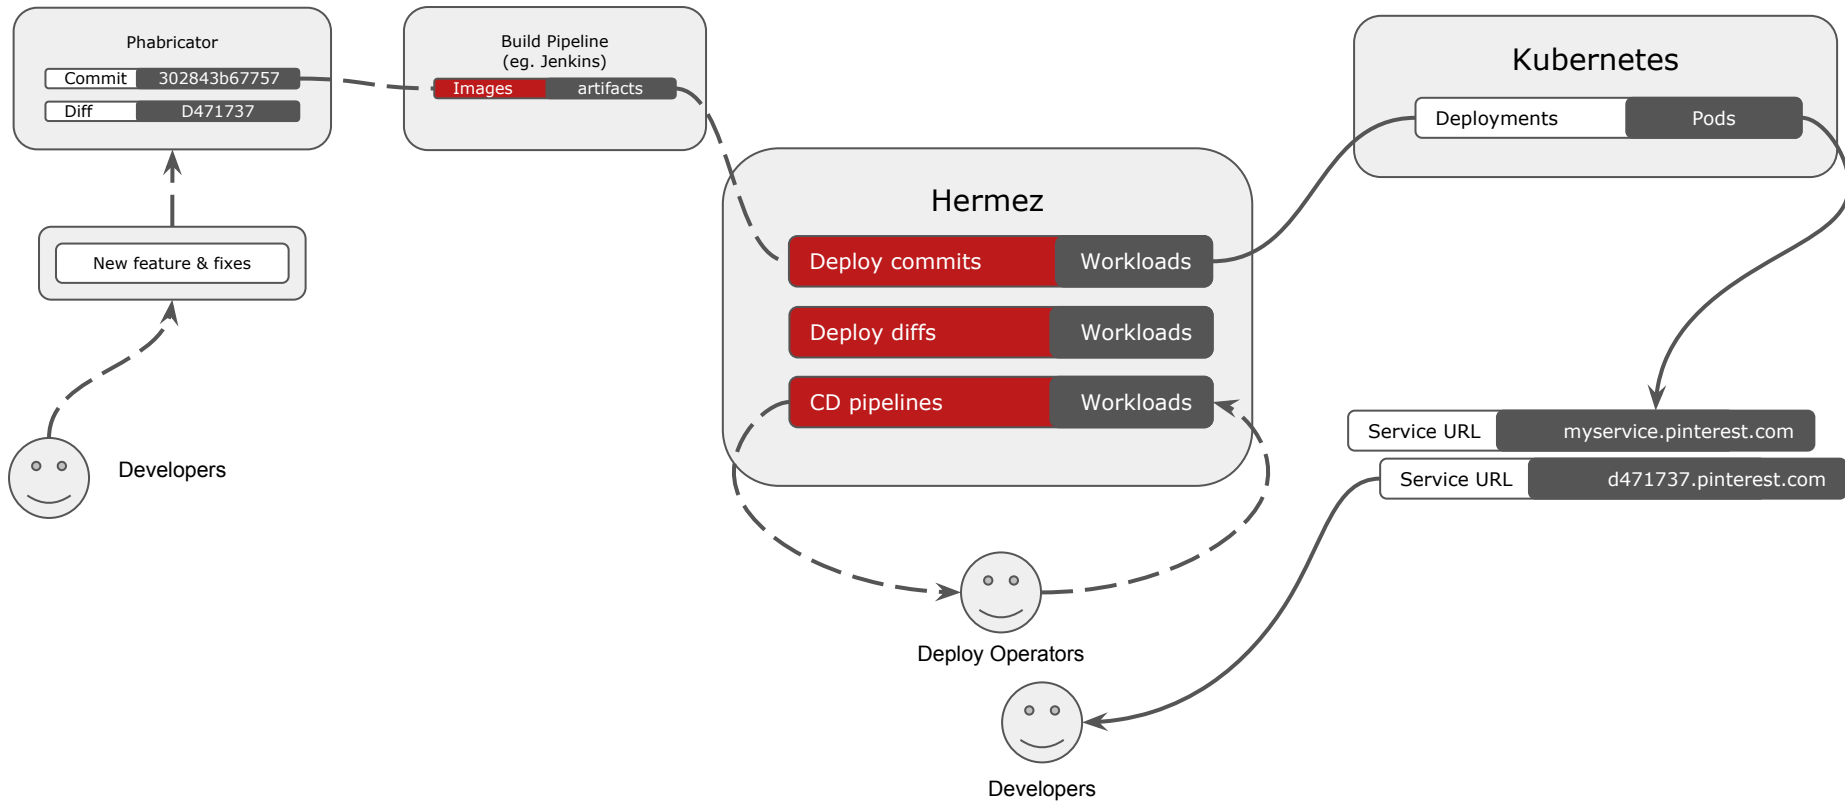 Phabricator
Commit 302843b67757
Diff D471737
New feature & fixes
Developers
Build Pipeline
(eg. Jenkins)
Images artifacts
Hermez
Deploy commits Workloads
Deploy diffs Workloads
CD pipelines Workloads
Deploy Operators
Developers
Kubernetes
Deployments Pods
Service URL myservice.pinterest.com
Service URL d471737.pinterest.com